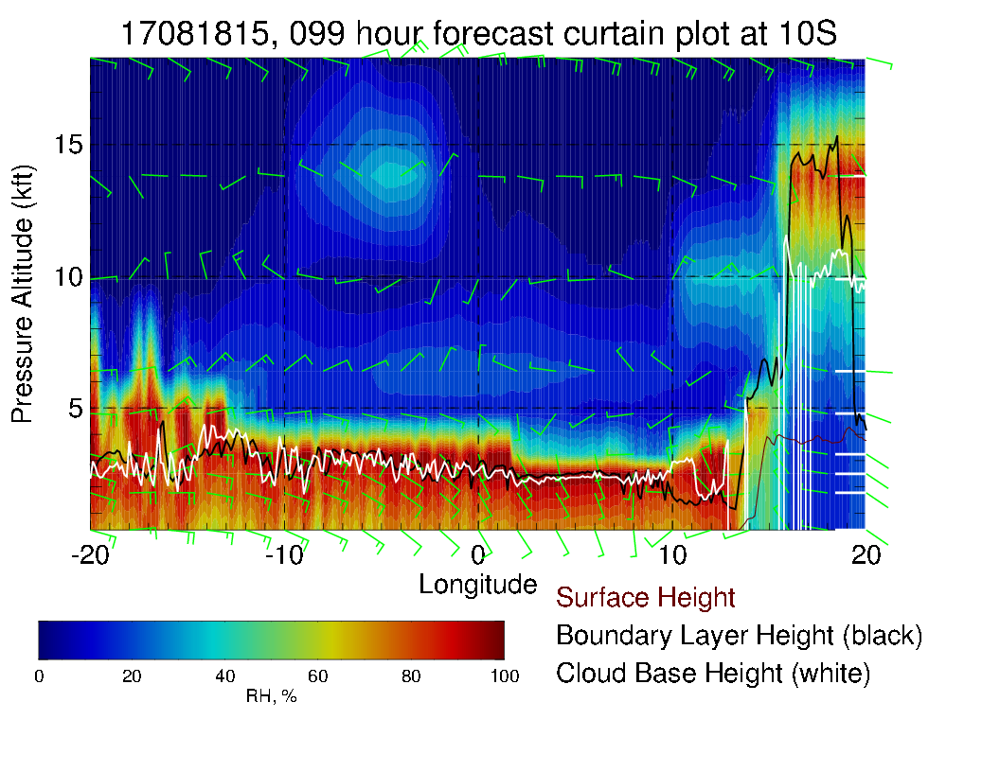 17081815, 099 hour forecast curtain plot at 10S
Pressure Altitude (kft)
15
10
5
-20 -10 0 10 20
Longitude
Surface Height
Boundary Layer Height (black)
Cloud Base Height (white)
0 20 40 60 80 100
RH, %